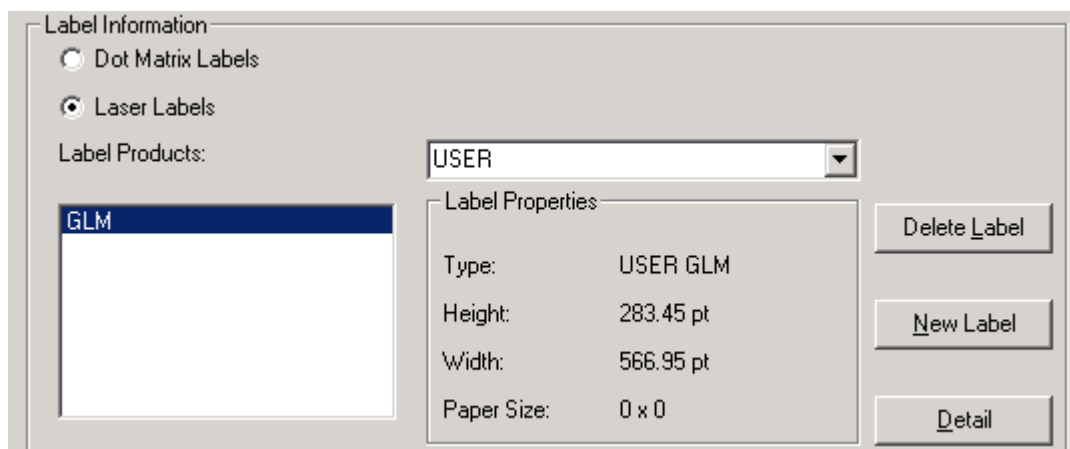 Label Information
Dot Matrix Labels
Laser Labels
Label Products:
USER
GLM
Label Properties
Type: USER GLM
Height: 283.45 pt
Width: 566.95 pt
Paper Size: 0 x 0
Delete Label
New Label
Detail